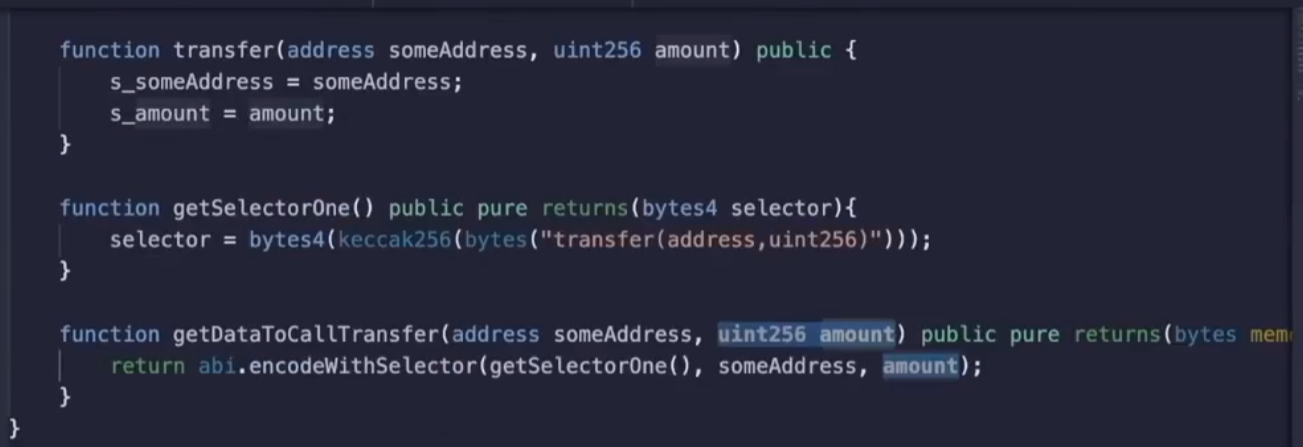 function transfer(address someAddress, uint256 amount) public {
s_someAddress = someAddress;
s_amount = amount;
}
function getSelectorOne() public pure returns(bytes4 selector){
selector = bytes4(keccak256(bytes("transfer(address,uint256)")));
}
function getDataToCallTransfer(address someAddress, uint256 amount) public pure returns(bytes mem
return abi.encodeWithSelector(getSelectorOne(), someAddress, amount);
}
}